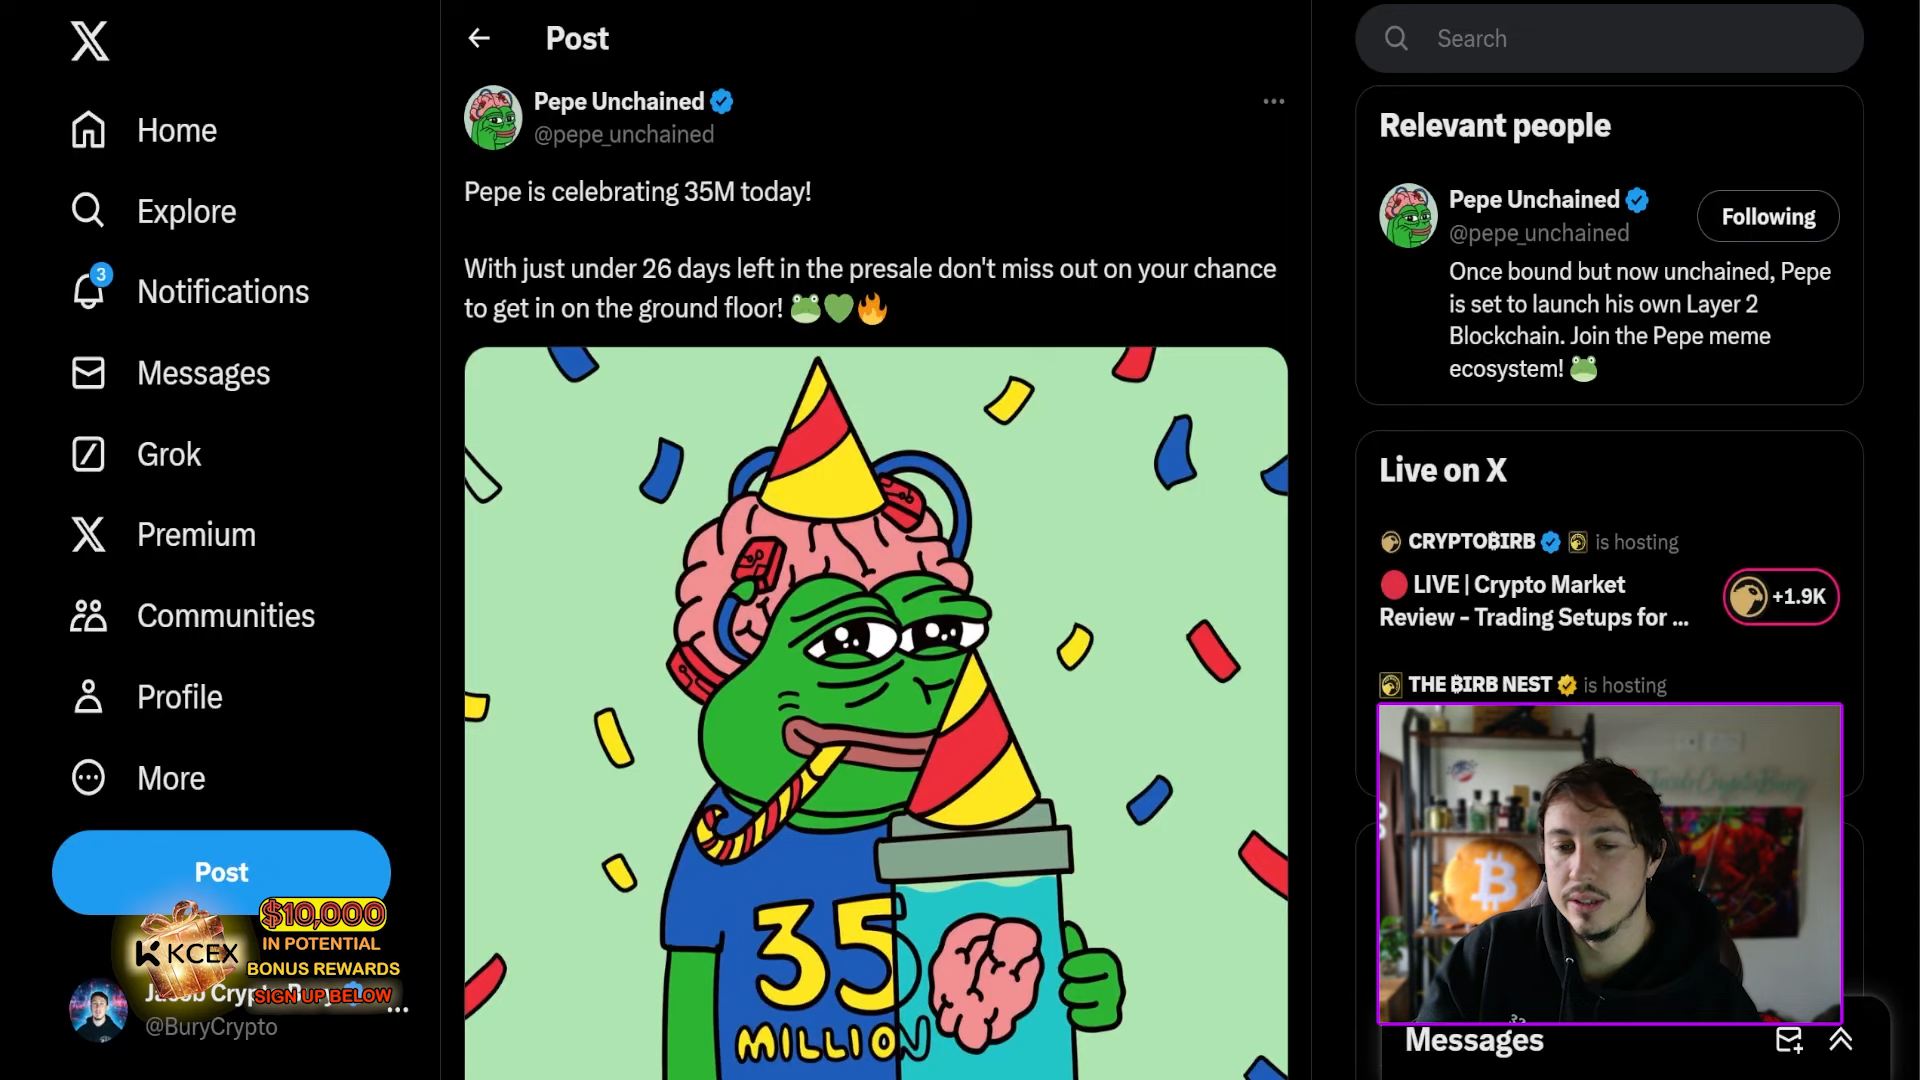 Home
Explore
3
Notifications
Messages
Grok
Premium
Communities
Profile
More
Post
$10,000
IN POTENTIAL
KCEX
BONUS REWARDS
SIGN UP BELOW
@BuryCrypto
Post
Pepe Unchained
@pepe_unchained
Pepe is celebrating 35M today!
With just under 26 days left in the presale don't miss out on your chance
to get in on the ground floor! 🐸💚🔥
35
MILLION
Search
Relevant people
Pepe Unchained
@pepe_unchained
Following
Once bound but now unchained, Pepe
is set to launch his own Layer 2
Blockchain. Join the Pepe meme
ecosystem! 🐸
Live on X
CRYPTO₿IRB is hosting
🔴 LIVE | Crypto Market
Review - Trading Setups for ...
+1.9K
THE ₿IRB NEST is hosting
Messages